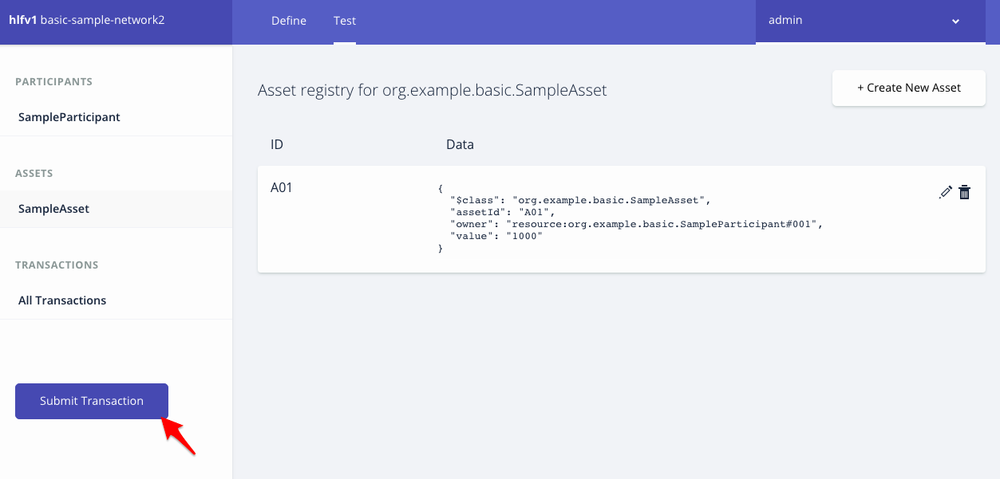 hlfv1 basic-sample-network2
Define
Test
admin
PARTICIPANTS
SampleParticipant
ASSETS
SampleAsset
TRANSACTIONS
All Transactions
Submit Transaction
Asset registry for org.example.basic.SampleAsset
+ Create New Asset
ID
Data
A01
{
"$class": "org.example.basic.SampleAsset",
"assetId": "A01",
"owner": "resource:org.example.basic.SampleParticipant#001",
"value": "1000"
}